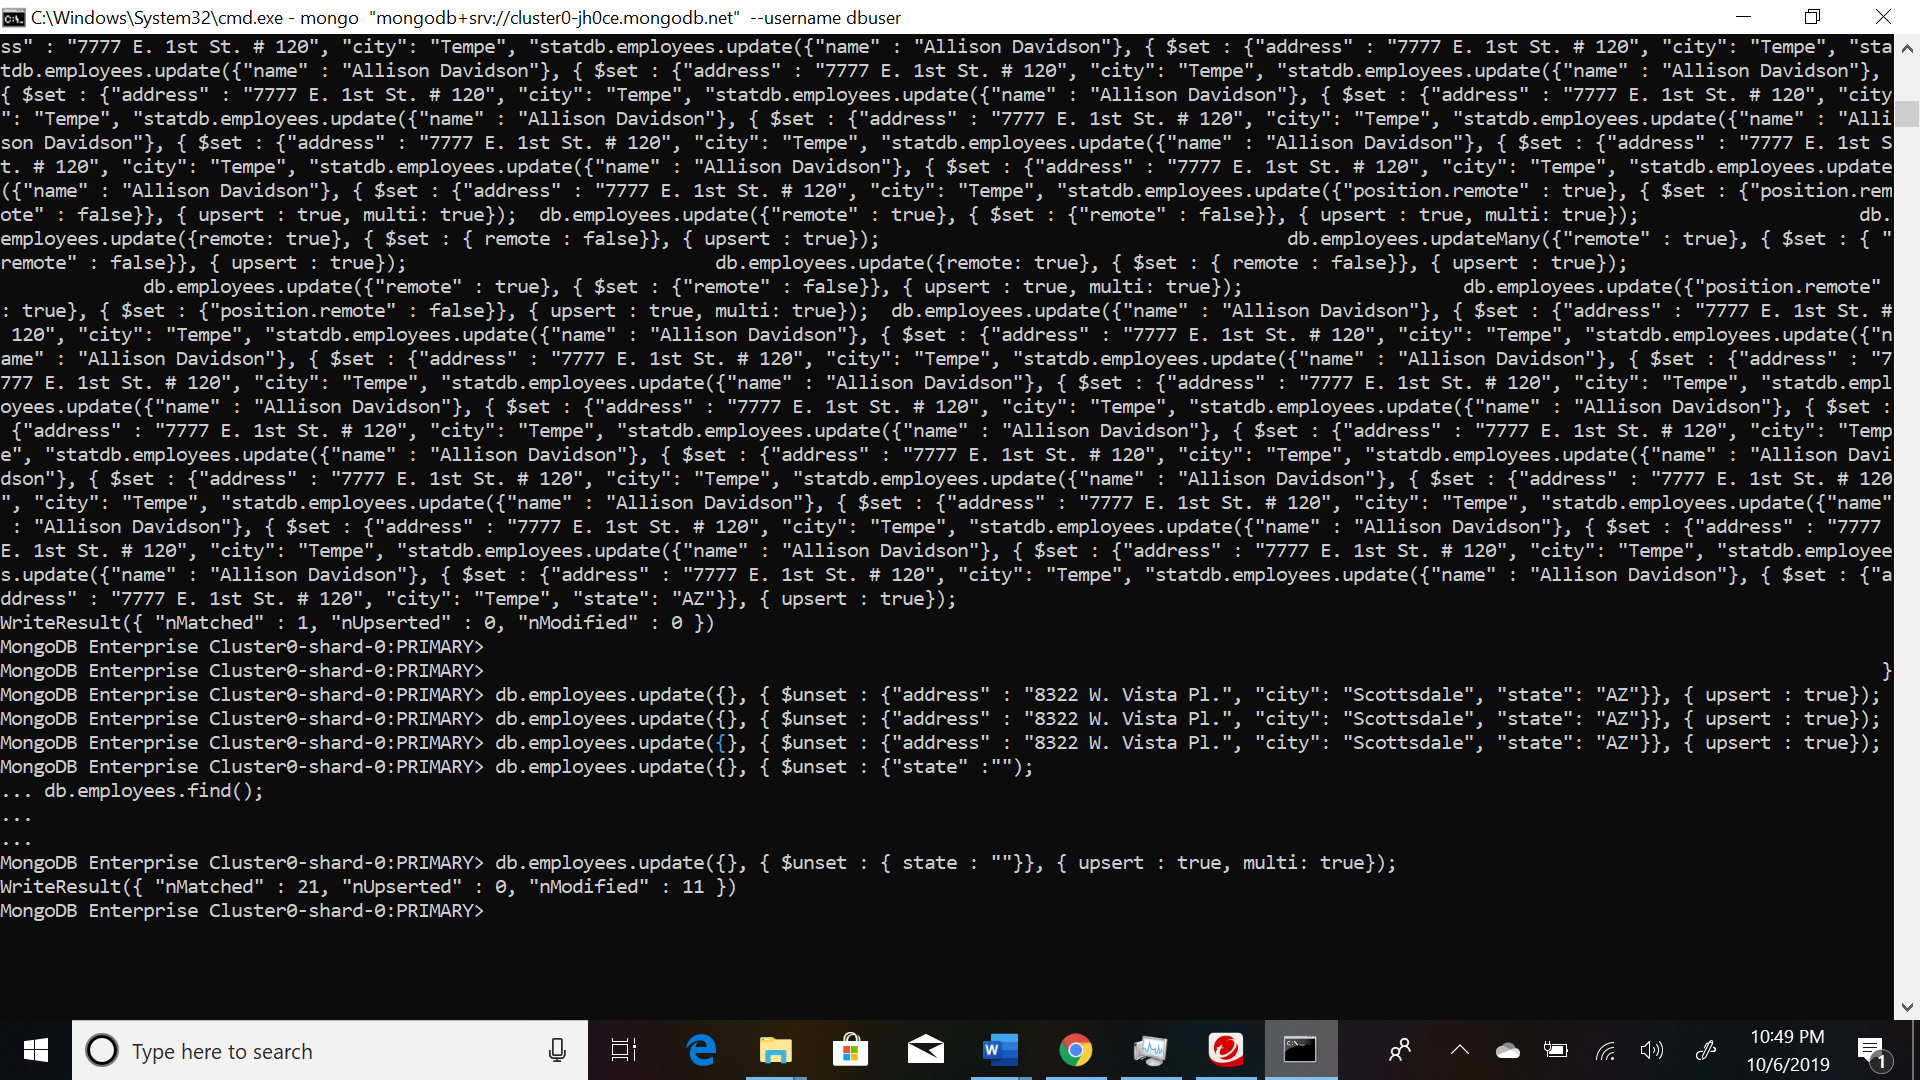 C:\Windows\System32\cmd.exe - mongo  "mongodb+srv://cluster0-jh0ce.mongodb.net"  --username dbuser
ss" : "7777 E. 1st St. # 120", "city": "Tempe", "statdb.employees.update({"name" : "Allison Davidson"}, { $set : {"address" : "7777 E. 1st St. # 120", "city": "Tempe", "sta
tdb.employees.update({"name" : "Allison Davidson"}, { $set : {"address" : "7777 E. 1st St. # 120", "city": "Tempe", "statdb.employees.update({"name" : "Allison Davidson"},
{ $set : {"address" : "7777 E. 1st St. # 120", "city": "Tempe", "statdb.employees.update({"name" : "Allison Davidson"}, { $set : {"address" : "7777 E. 1st St. # 120", "city
": "Tempe", "statdb.employees.update({"name" : "Allison Davidson"}, { $set : {"address" : "7777 E. 1st St. # 120", "city": "Tempe", "statdb.employees.update({"name" : "Alli
son Davidson"}, { $set : {"address" : "7777 E. 1st St. # 120", "city": "Tempe", "statdb.employees.update({"name" : "Allison Davidson"}, { $set : {"address" : "7777 E. 1st S
t. # 120", "city": "Tempe", "statdb.employees.update({"name" : "Allison Davidson"}, { $set : {"address" : "7777 E. 1st St. # 120", "city": "Tempe", "statdb.employees.update
({"name" : "Allison Davidson"}, { $set : {"address" : "7777 E. 1st St. # 120", "city": "Tempe", "statdb.employees.update({"position.remote" : true}, { $set : {"position.rem
ote" : false}}, { upsert : true, multi: true});  db.employees.update({"remote" : true}, { $set : {"remote" : false}}, { upsert : true, multi: true});                    db.
employees.update({remote: true}, { $set : { remote : false}}, { upsert : true});                                     db.employees.updateMany({"remote" : true}, { $set : { "
remote" : false}}, { upsert : true});                            db.employees.update({remote: true}, { $set : { remote : false}}, { upsert : true});
             db.employees.update({"remote" : true}, { $set : {"remote" : false}}, { upsert : true, multi: true});                    db.employees.update({"position.remote"
: true}, { $set : {"position.remote" : false}}, { upsert : true, multi: true});  db.employees.update({"name" : "Allison Davidson"}, { $set : {"address" : "7777 E. 1st St. #
 120", "city": "Tempe", "statdb.employees.update({"name" : "Allison Davidson"}, { $set : {"address" : "7777 E. 1st St. # 120", "city": "Tempe", "statdb.employees.update({"n
ame" : "Allison Davidson"}, { $set : {"address" : "7777 E. 1st St. # 120", "city": "Tempe", "statdb.employees.update({"name" : "Allison Davidson"}, { $set : {"address" : "7
777 E. 1st St. # 120", "city": "Tempe", "statdb.employees.update({"name" : "Allison Davidson"}, { $set : {"address" : "7777 E. 1st St. # 120", "city": "Tempe", "statdb.empl
oyees.update({"name" : "Allison Davidson"}, { $set : {"address" : "7777 E. 1st St. # 120", "city": "Tempe", "statdb.employees.update({"name" : "Allison Davidson"}, { $set :
 {"address" : "7777 E. 1st St. # 120", "city": "Tempe", "statdb.employees.update({"name" : "Allison Davidson"}, { $set : {"address" : "7777 E. 1st St. # 120", "city": "Temp
e", "statdb.employees.update({"name" : "Allison Davidson"}, { $set : {"address" : "7777 E. 1st St. # 120", "city": "Tempe", "statdb.employees.update({"name" : "Allison Davi
dson"}, { $set : {"address" : "7777 E. 1st St. # 120", "city": "Tempe", "statdb.employees.update({"name" : "Allison Davidson"}, { $set : {"address" : "7777 E. 1st St. # 120
", "city": "Tempe", "statdb.employees.update({"name" : "Allison Davidson"}, { $set : {"address" : "7777 E. 1st St. # 120", "city": "Tempe", "statdb.employees.update({"name"
 : "Allison Davidson"}, { $set : {"address" : "7777 E. 1st St. # 120", "city": "Tempe", "statdb.employees.update({"name" : "Allison Davidson"}, { $set : {"address" : "7777
E. 1st St. # 120", "city": "Tempe", "statdb.employees.update({"name" : "Allison Davidson"}, { $set : {"address" : "7777 E. 1st St. # 120", "city": "Tempe", "statdb.employee
s.update({"name" : "Allison Davidson"}, { $set : {"address" : "7777 E. 1st St. # 120", "city": "Tempe", "statdb.employees.update({"name" : "Allison Davidson"}, { $set : {"a
ddress" : "7777 E. 1st St. # 120", "city": "Tempe", "state": "AZ"}}, { upsert : true});
WriteResult({ "nMatched" : 1, "nUpserted" : 0, "nModified" : 0 })
MongoDB Enterprise Cluster0-shard-0:PRIMARY>
MongoDB Enterprise Cluster0-shard-0:PRIMARY> }
MongoDB Enterprise Cluster0-shard-0:PRIMARY> db.employees.update({}, { $unset : {"address" : "8322 W. Vista Pl.", "city": "Scottsdale", "state": "AZ"}}, { upsert : true});
MongoDB Enterprise Cluster0-shard-0:PRIMARY> db.employees.update({}, { $unset : {"address" : "8322 W. Vista Pl.", "city": "Scottsdale", "state": "AZ"}}, { upsert : true});
MongoDB Enterprise Cluster0-shard-0:PRIMARY> db.employees.update({}, { $unset : {"address" : "8322 W. Vista Pl.", "city": "Scottsdale", "state": "AZ"}}, { upsert : true});
MongoDB Enterprise Cluster0-shard-0:PRIMARY> db.employees.update({}, { $unset : {"state" :"");
... db.employees.find();
...
...
MongoDB Enterprise Cluster0-shard-0:PRIMARY> db.employees.update({}, { $unset : { state : ""}}, { upsert : true, multi: true});
WriteResult({ "nMatched" : 21, "nUpserted" : 0, "nModified" : 11 })
MongoDB Enterprise Cluster0-shard-0:PRIMARY>
Type here to search
10:49 PM
10/6/2019
1